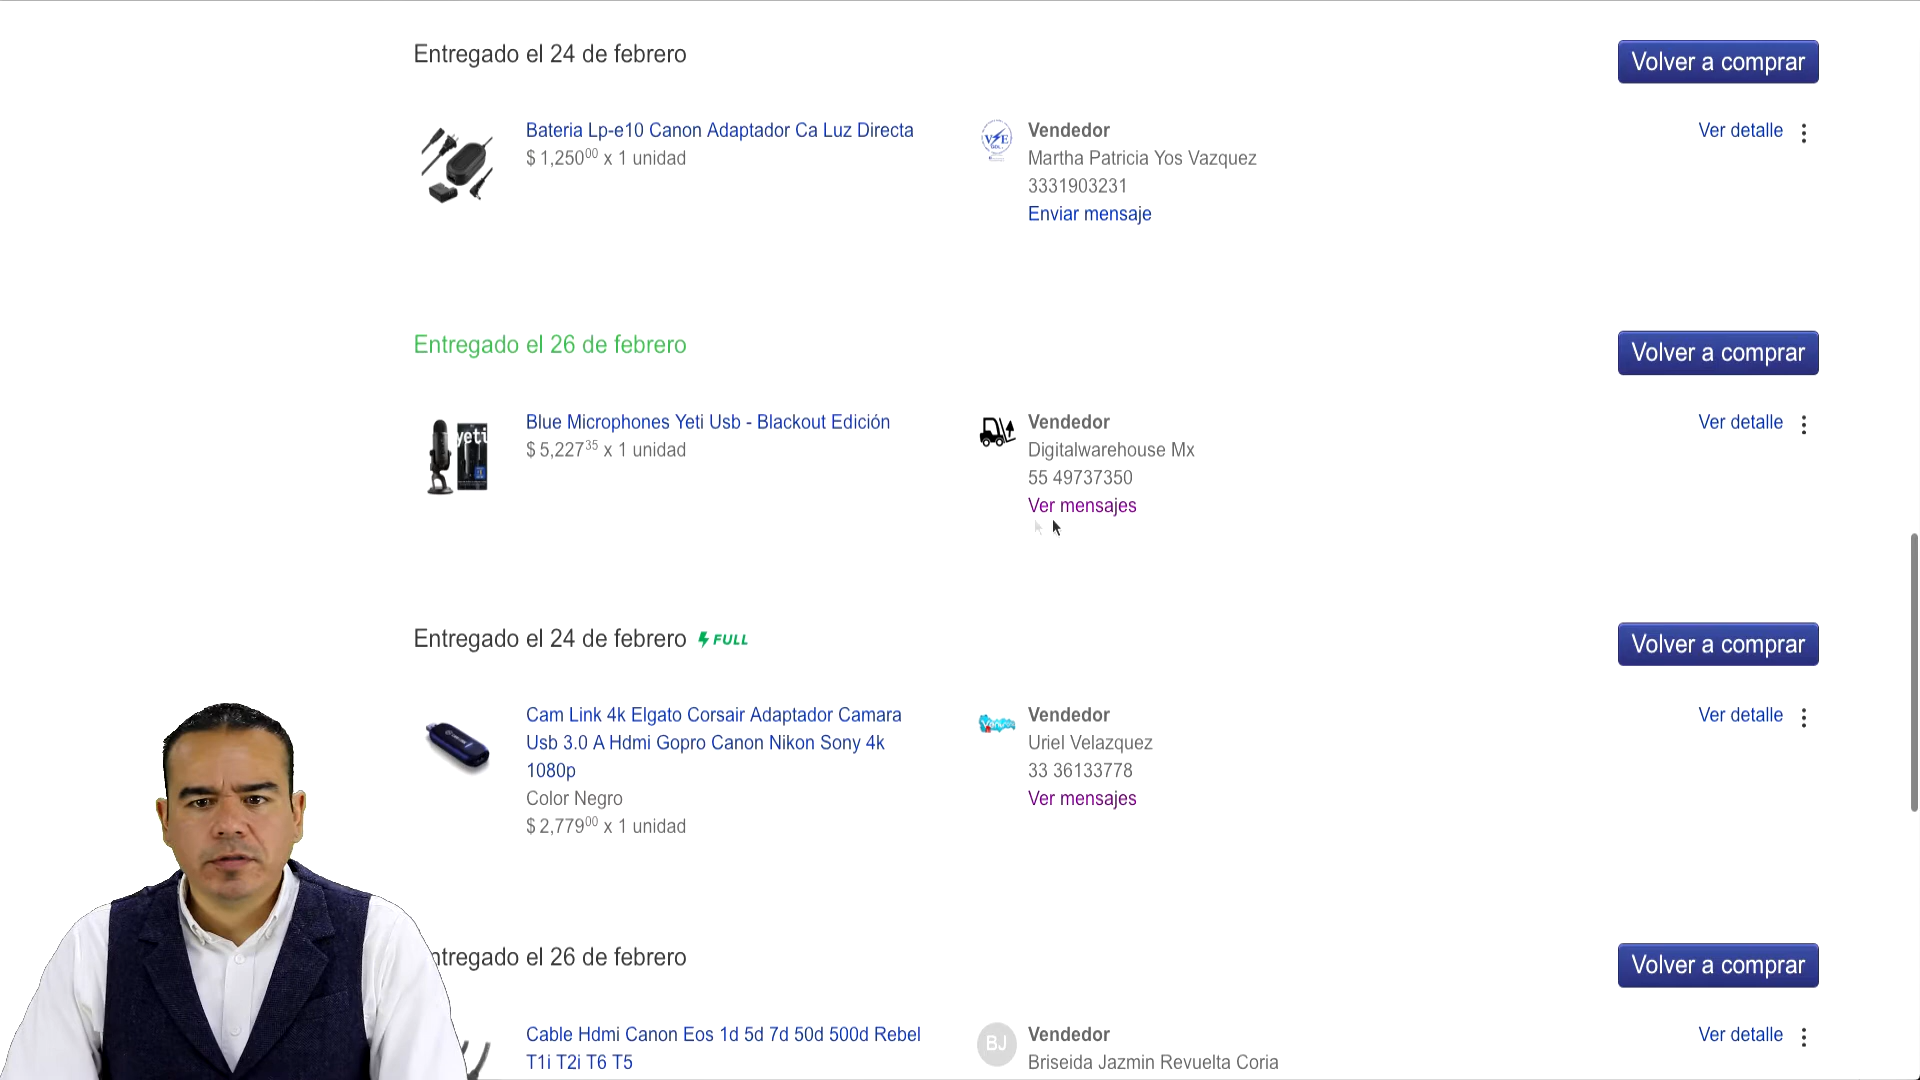 Entregado el 24 de febrero
Volver a comprar
Bateria Lp-e10 Canon Adaptador Ca Luz Directa
$ 1,250⁰⁰ x 1 unidad
Vendedor
Martha Patricia Yos Vazquez
3331903231
Enviar mensaje
Ver detalle
Entregado el 26 de febrero
Volver a comprar
yeti
Blue Microphones Yeti Usb - Blackout Edición
$ 5,227³⁵ x 1 unidad
Vendedor
Digitalwarehouse Mx
55 49737350
Ver mensajes
Ver detalle
Entregado el 24 de febrero FULL
Volver a comprar
Cam Link 4k Elgato Corsair Adaptador Camara
Usb 3.0 A Hdmi Gopro Canon Nikon Sony 4k
1080p
Color Negro
$ 2,779⁰⁰ x 1 unidad
Vendedor
Uriel Velazquez
33 36133778
Ver mensajes
Ver detalle
ntregado el 26 de febrero
Volver a comprar
Cable Hdmi Canon Eos 1d 5d 7d 50d 500d Rebel
T1i T2i T6 T5
BJ
Vendedor
Briseida Jazmin Revuelta Coria
Ver detalle